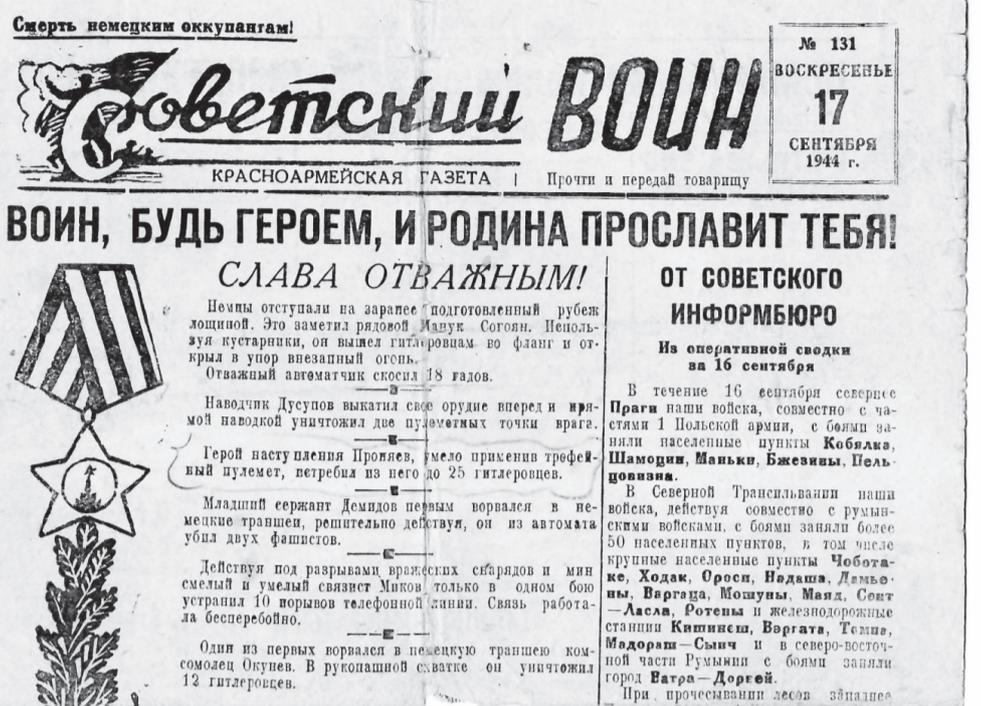 Смерть немецким оккупантам!
Советский ВОИН
№ 131
ВОСКРЕСЕНЬЕ
17
СЕНТЯБРЯ
1944 г.
КРАСНОАРМЕЙСКАЯ ГАЗЕТА | Прочти и передай товарищу
ВОИН, БУДЬ ГЕРОЕМ, И РОДИНА ПРОСЛАВИТ ТЕБЯ!
СЛАВА ОТВАЖНЫМ!
Немцы отступали на заранее подготовленный рубеж
лощиной. Это заметил рядовой Манук Согоян. Исполь-
зуя кустарники, он вышел гитлеровцам во фланг и от-
крыл в упор внезапный огонь.
Отважный автоматчик скосил 18 гадов.
Наводчик Дусупов выкатил свое орудие вперед и пря-
мой наводкой уничтожил две пулеметных точки врага.
Герой наступления Проняев, умело применив трофей-
ный пулемет, истребил из него до 25 гитлеровцев.
Младший сержант Демидов первым ворвался в не-
мецкие траншеи, решительно действуя, он из автомата
убил двух фашистов.
Действуя под разрывами вражеских снарядов и мин
смелый и умелый связист Миков только в одном бою
устранил 10 порывов телефонной линии. Связь работа-
ла бесперебойно.
Один из первых ворвался в немецкую траншею ком-
сомолец Окунев. В рукопашной схватке он уничтожил
12 гитлеровцев.
ОТ СОВЕТСКОГО
ИНФОРМБЮРО
Из оперативной сводки
за 16 сентября
В течение 16 сентября севернее
Праги наши войска, совместно с ча-
стями 1 Польской армии, с боями за-
няли населенные пункты Кобялка,
Шамоцин, Маньки, Бжезины, Пель-
цовизна.
В Северной Трансильвании наши
войска, действуя совместно с румын-
скими войсками, с боями заняли более
50 населенных пунктов, в том числе
крупные населенные пункты Чобота-
ке, Ходак, Ороси, Надаша,
Варгаца, Мошуны, Маяд, Сент
—Ласла, Ротены и железнодорожные
станции Кишинеш, Варгата,
Мадораш—Сынч и в северо-восточ-
ной части Румынии с боями заняли
город Ватра—Дорней.
При прочесывании лесов западнее